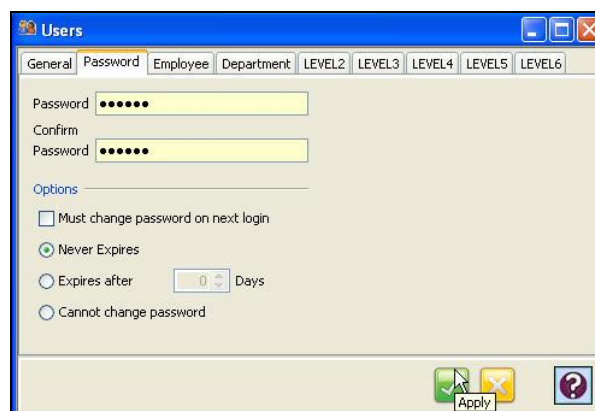 Users
General Password Employee Department LEVEL2 LEVEL3 LEVEL4 LEVEL5 LEVEL6
Password ••••••
Confirm
Password ••••••
Options
Must change password on next login
Never Expires
Expires after 0 Days
Cannot change password
?
Apply